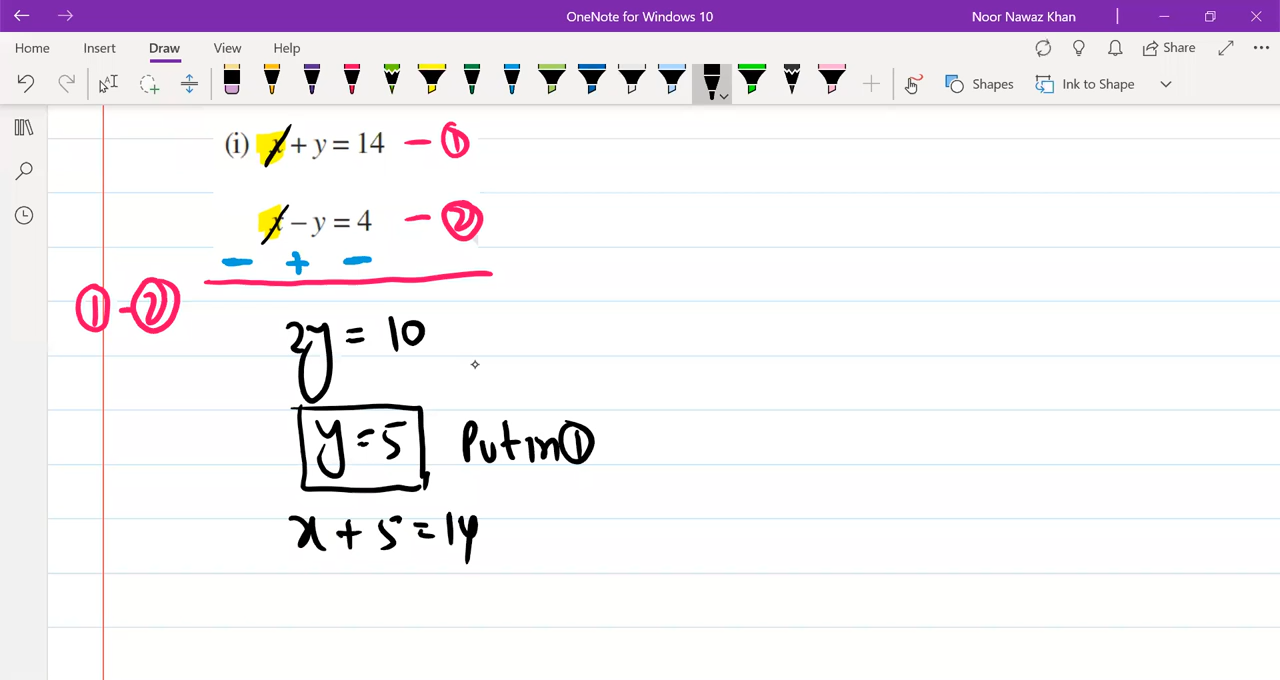 OneNote for Windows 10
Noor Nawaz Khan
Home Insert Draw View Help
Share
Shapes
Ink to Shape
(i) x + y = 14 – ①
x – y = 4 – ②
– + –
① – ②
2y = 10
y = 5 Put in ①
x + 5 = 14